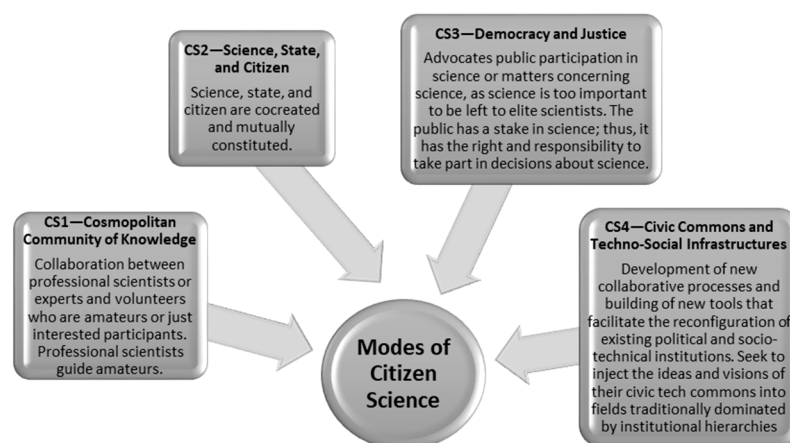 CS1—Cosmopolitan
Community of Knowledge
Collaboration between
professional scientists or
experts and volunteers
who are amateurs or just
interested participants.
Professional scientists
guide amateurs.
CS2—Science, State,
and Citizen
Science, state, and
citizen are cocreated
and mutually
constituted.
CS3—Democracy and Justice
Advocates public participation in
science or matters concerning
science, as science is too important
to be left to elite scientists. The
public has a stake in science; thus, it
has the right and responsibility to
take part in decisions about science.
CS4—Civic Commons and
Techno-Social Infrastructures
Development of new
collaborative processes and
building of new tools that
facilitate the reconfiguration of
existing political and socio-
technical institutions. Seek to
inject the ideas and visions of
their civic tech commons into
fields traditionally dominated
by institutional hierarchies
Modes of
Citizen
Science